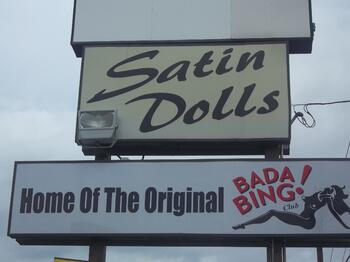 Satin
Dolls
Home Of The Original
BADA
BING!
Club